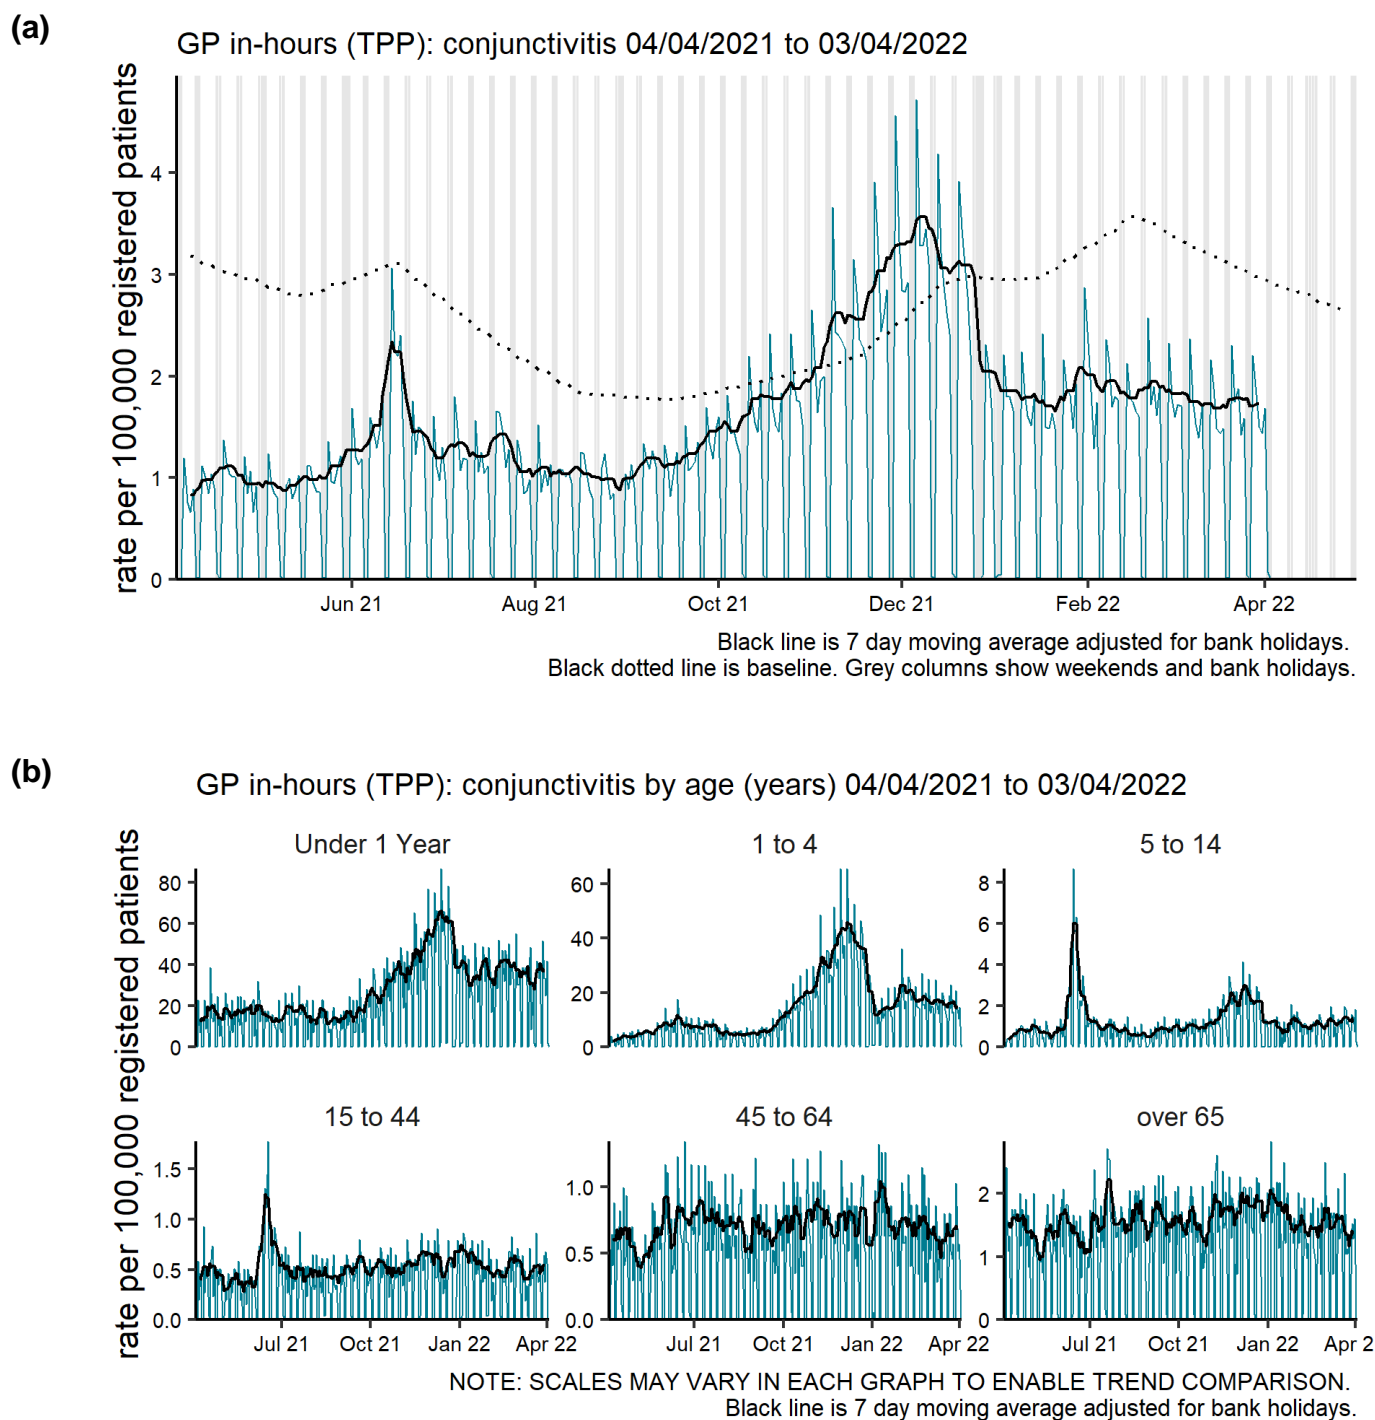 (a)
GP in-hours (TPP): conjunctivitis 04/04/2021 to 03/04/2022
rate per 100,000 registered patients
4
3
2
1
0
Jun 21 Aug 21 Oct 21 Dec 21 Feb 22 Apr 22
Black line is 7 day moving average adjusted for bank holidays.
Black dotted line is baseline. Grey columns show weekends and bank holidays.
(b)
GP in-hours (TPP): conjunctivitis by age (years) 04/04/2021 to 03/04/2022
rate per 100,000 registered patients
Under 1 Year
80
60
40
20
0
1 to 4
60
40
20
0
5 to 14
8
6
4
2
0
15 to 44
1.5
1.0
0.5
0.0
Jul 21 Oct 21 Jan 22 Apr 22
45 to 64
1.0
0.5
0.0
Jul 21 Oct 21 Jan 22 Apr 22
over 65
2
1
0
Jul 21 Oct 21 Jan 22 Apr 2
NOTE: SCALES MAY VARY IN EACH GRAPH TO ENABLE TREND COMPARISON.
Black line is 7 day moving average adjusted for bank holidays.